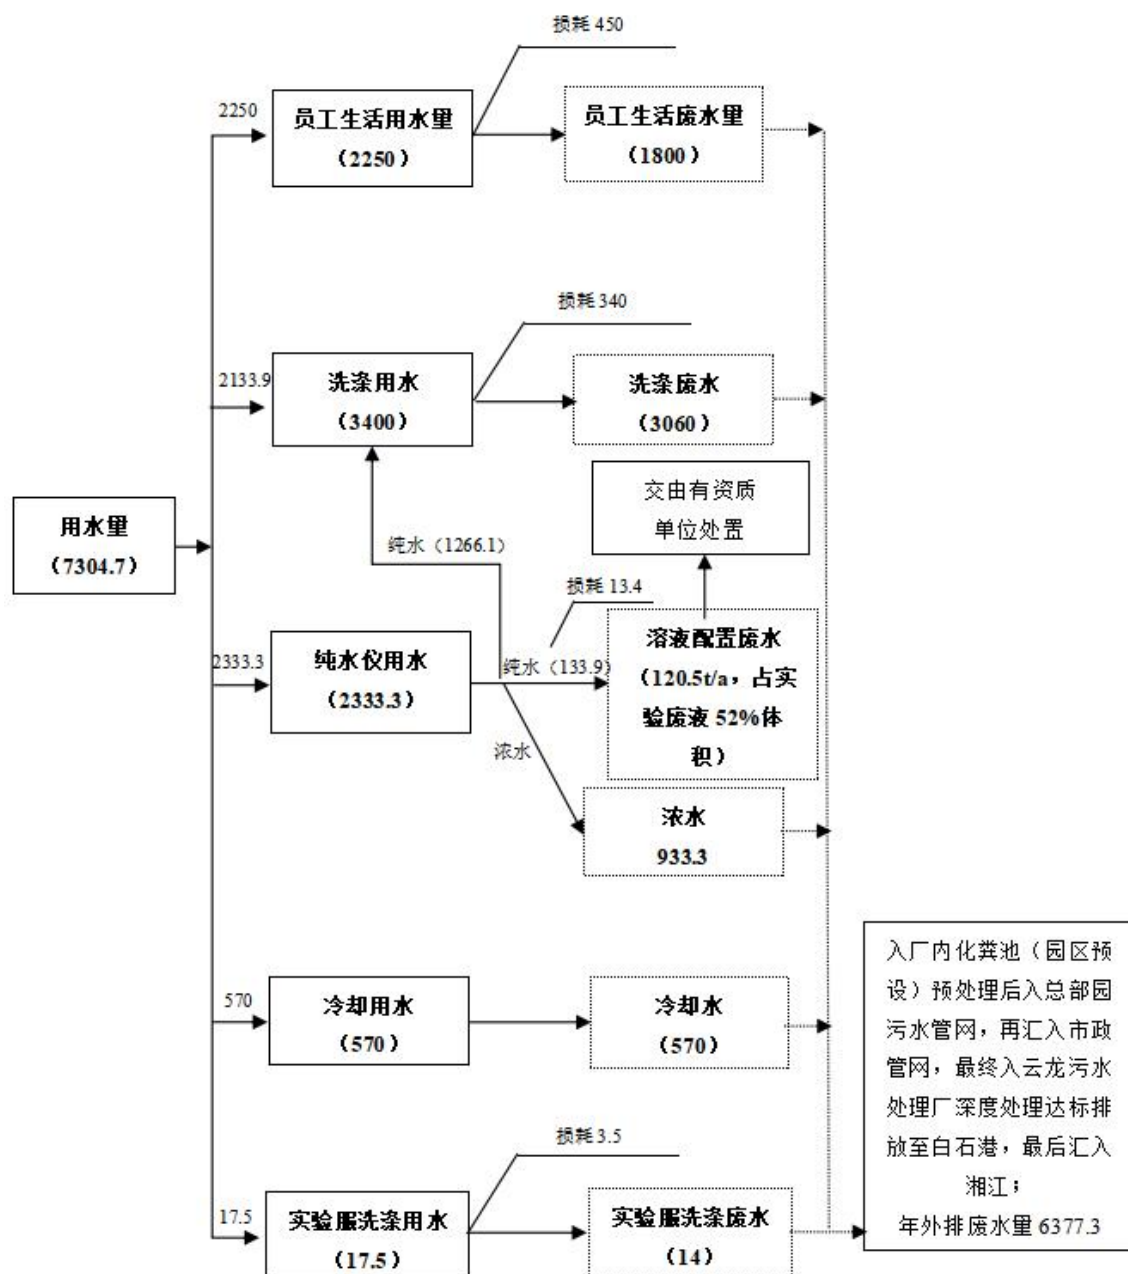 损耗 450
2250
员工生活用水量
（2250）
员工生活废水量
（1800）
损耗 340
2133.9
洗涤用水
（3400）
洗涤废水
（3060）
交由有资质
单位处置
用水量
（7304.7）
纯水（1266.1）
损耗 13.4
2333.3
纯水仪用水
（2333.3）
纯水（133.9）
溶液配置废水
（120.5t/a，占实
验废液 52%体
积）
浓水
浓水
933.3
570
冷却用水
（570）
冷却水
（570）
入厂内化粪池（园区预
设）预处理后入总部园
污水管网，再汇入市政
管网，最终入云龙污水
处理厂深度处理达标排
放至白石港，最后汇入
湘江；
年外排废水量 6377.3
损耗 3.5
17.5
实验服洗涤用水
（17.5）
实验服洗涤废水
（14）